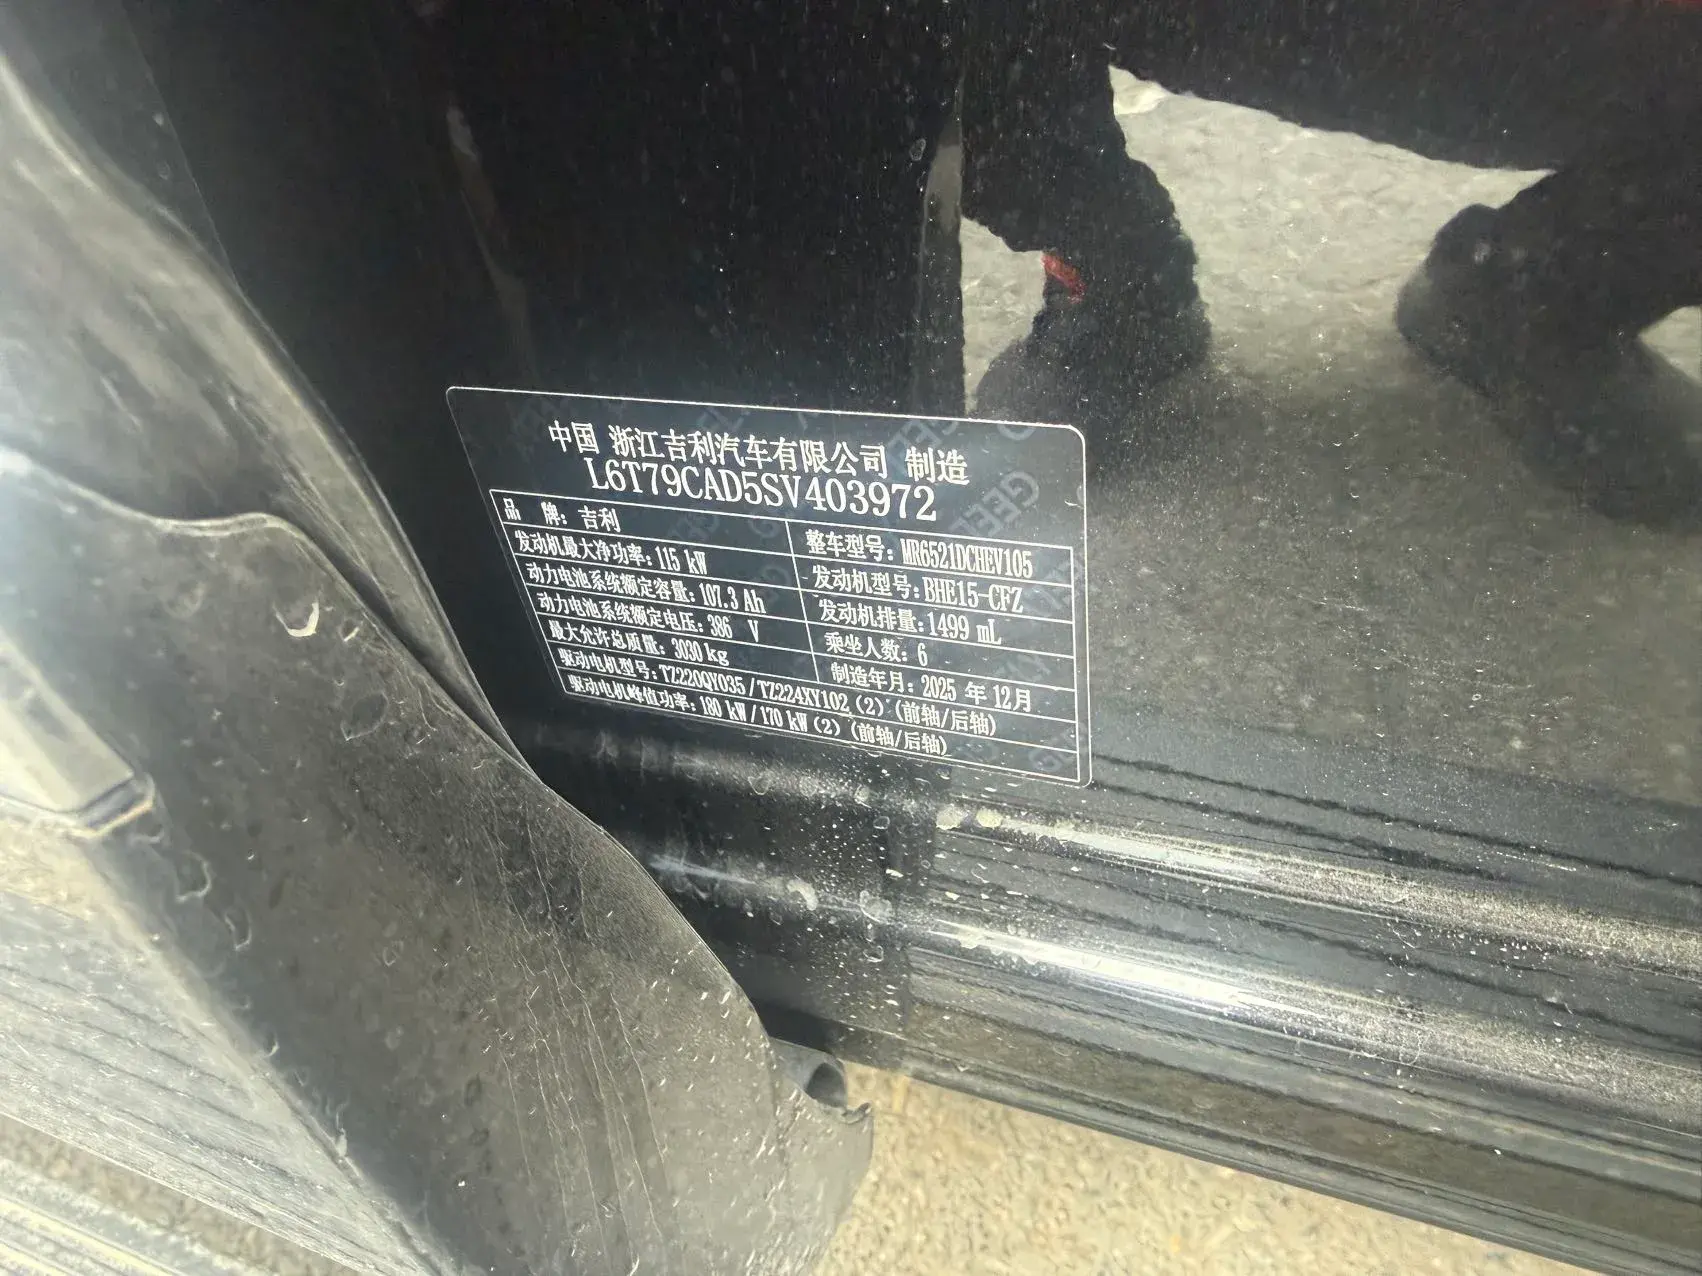 中国 浙江吉利汽车有限公司 制造
L6T79CAD5SV403972
品 牌: 吉利 整车型号: MR6521DCHEV105
发动机最大净功率: 115 kW 发动机型号: BHE15-CFZ
动力电池系统额定容量: 107.3 Ah 发动机排量: 1499 mL
动力电池系统额定电压: 386 V 乘坐人数: 6
最大允许总质量: 3030 kg 制造年月: 2025 年 12 月
驱动电机型号: TZ220QY035 / TZ224XY102 (2) (前轴/后轴)
驱动电机峰值功率: 180 kW / 170 kW (2) (前轴/后轴)